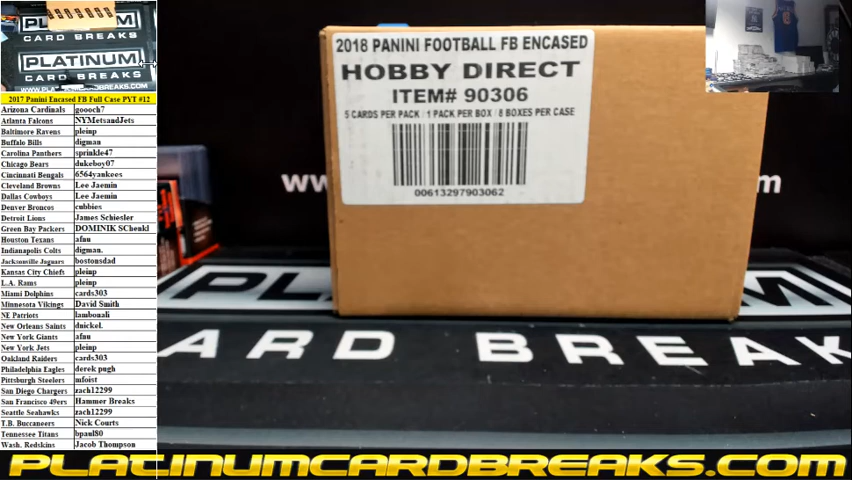 PLATINUM
CARD BREAKS
PLATINUM
CARD BREAKS
2017 Panini Encased FB Full Case PYT #12
Arizona Cardinals goooch7
Atlanta Falcons NYMetsandJets
Baltimore Ravens pleinp
Buffalo Bills digman
Carolina Panthers sprinkle47
Chicago Bears dukeboy07
Cincinnati Bengals 6564yankees
Cleveland Browns Lee Jaemin
Dallas Cowboys Lee Jaemin
Denver Broncos cubbies
Detroit Lions James Schiesler
Green Bay Packers DOMINIK SChenkl
Houston Texans afnu
Indianapolis Colts digman.
Jacksonville Jaguars bostonsdad
Kansas City Chiefs pleinp
L.A. Rams pleinp
Miami Dolphins cards303
Minnesota Vikings David Smith
NE Patriots lambonali
New Orleans Saints dnickel.
New York Giants afnu
New York Jets pleinp
Oakland Raiders cards303
Philadelphia Eagles derek pugh
Pittsburgh Steelers mfoist
San Diego Chargers zach12299
San Francisco 49ers Hammer Breaks
Seattle Seahawks zach12299
T.B. Buccaneers Nick Courts
Tennessee Titans bpaul80
Wash. Redskins Jacob Thompson
2018 PANINI FOOTBALL FB ENCASED
HOBBY DIRECT
ITEM# 90306
5 CARDS PER PACK / 1 PACK PER BOX / 8 BOXES PER CASE
00613297903062
ww
m
PL
M
ARD BREAK
PLATINUMCARDBREAKS.COM